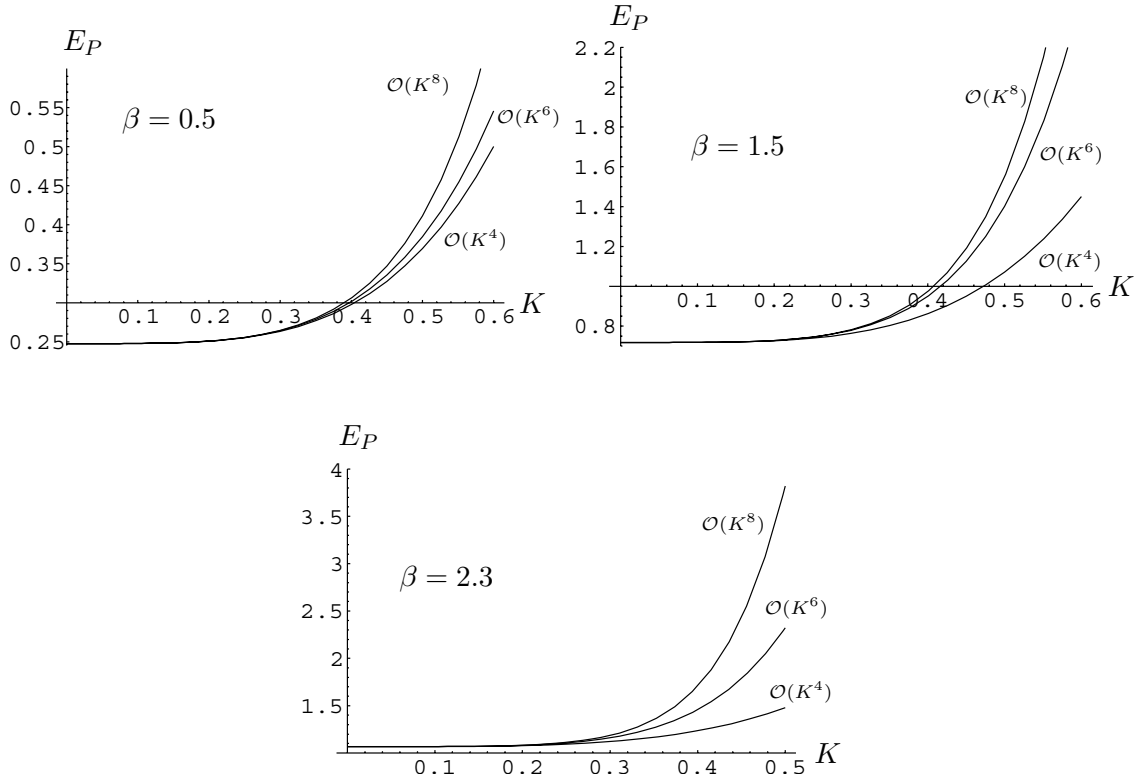 E_P
0.55
0.5
0.45
0.4
0.35
0.25
β = 0.5
O(K^8)
O(K^6)
O(K^4)
0.1 0.2 0.3 0.4 0.5 0.6 K
E_P
2.2
2
1.8
1.6
1.4
1.2
0.8
β = 1.5
O(K^8)
O(K^6)
O(K^4)
0.1 0.2 0.3 0.4 0.5 0.6 K
E_P
4
3.5
3
2.5
2
1.5
β = 2.3
O(K^8)
O(K^6)
O(K^4)
0.1 0.2 0.3 0.4 0.5 K